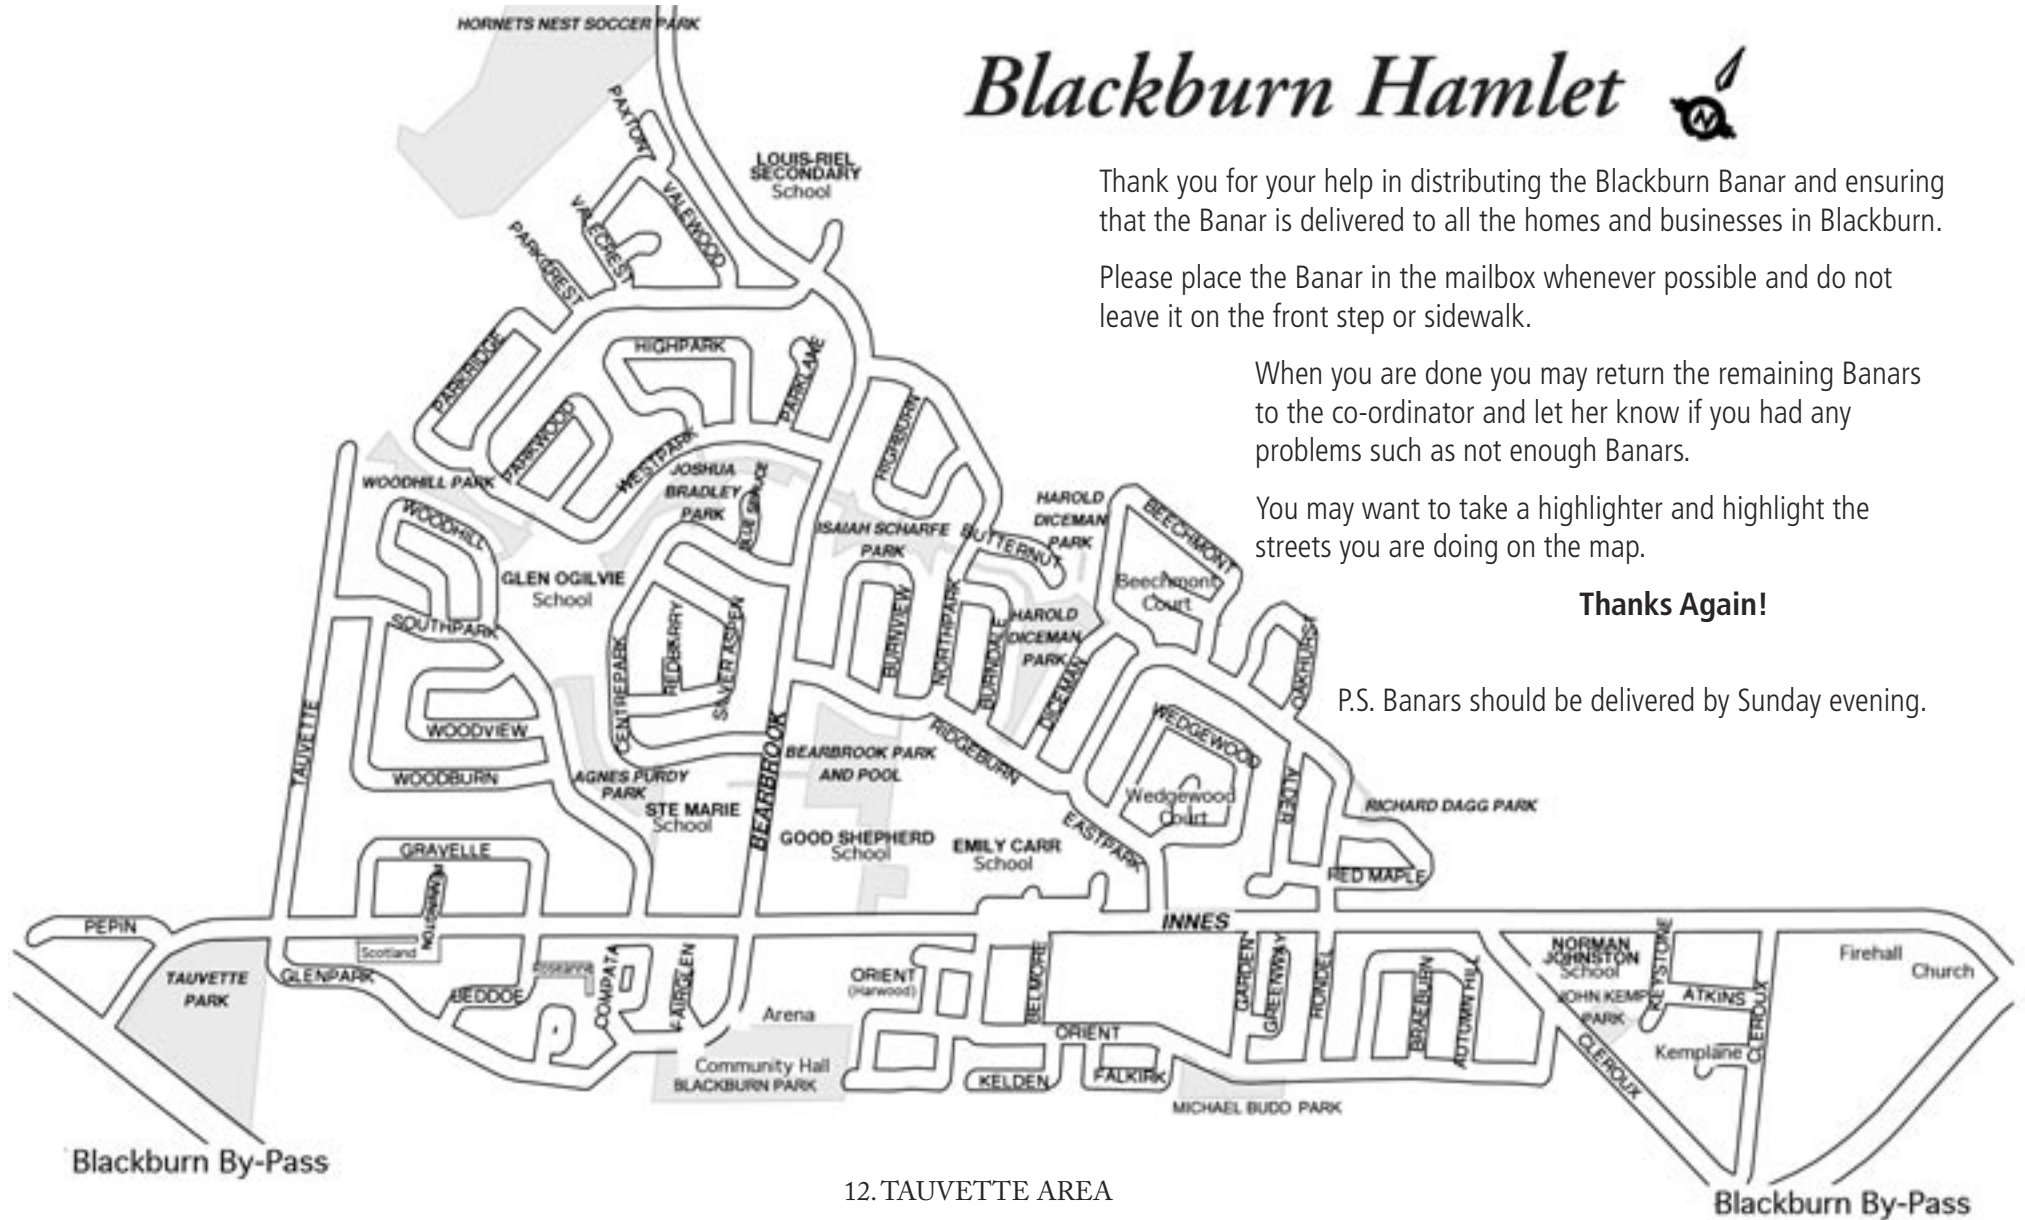 HORNETS NEST SOCCER PARK
Blackburn Hamlet
N
Thank you for your help in distributing the Blackburn Banar and ensuring
that the Banar is delivered to all the homes and businesses in Blackburn.
Please place the Banar in the mailbox whenever possible and do not
leave it on the front step or sidewalk.
When you are done you may return the remaining Banars
to the co-ordinator and let her know if you had any
problems such as not enough Banars.
You may want to take a highlighter and highlight the
streets you are doing on the map.
Thanks Again!
P.S. Banars should be delivered by Sunday evening.
PAXTON
LOUIS-RIEL
SECONDARY
School
VALEWOOD
VALECREST
PARKCREST
PARKRIDGE
HIGHPARK
PARKLANE
PARKWOOD
WESTPARK
HIGHBURN
WOODHILL PARK
JOSHUA
BRADLEY
PARK
BLUE SPRUCE
WOODHILL
ISAIAH SCHARFE
PARK
BUTTERNUT
HAROLD
DICEMAN
PARK
BEECHMONT
Beechmont
Court
GLEN OGILVIE
School
SOUTHPARK
CENTREPARK
REDBARRY
SILVER ASPEN
BURNVIEW
NORTHPARK
BURNDALE
HAROLD
DICEMAN
PARK
DICEMAN
OAKHURST
TAUVETTE
WOODVIEW
WOODBURN
AGNES PURDY
PARK
STE MARIE
School
BEARBROOK
BEARBROOK PARK
AND POOL
RIDGEBURN
WEDGEWOOD
Wedgewood
Court
ALDER
RICHARD DAGG PARK
GOOD SHEPHERD
School
EMILY CARR
School
EASTPARK
RED MAPLE
GRAVELLE
PENNINGTON
PEPIN
INNES
Scotland
TAUVETTE
PARK
GLENPARK
BEDDOE
Roseanna
COMPATA
FAIRGLEN
ORIENT
(Harwood)
BELMORE
GARDEN
GREENWAY
RONDEL
BRAEBURN
AUTUMN HILL
NORMAN
JOHNSTON
School
KEYSTONE
Firehall
Church
JOHN KEMP
PARK
ATKINS
CLEROUX
Kemplane
CLEROUX
Arena
ORIENT
Community Hall
BLACKBURN PARK
KELDEN
FALKIRK
MICHAEL BUDD PARK
Blackburn By-Pass
12. TAUVETTE AREA
Blackburn By-Pass